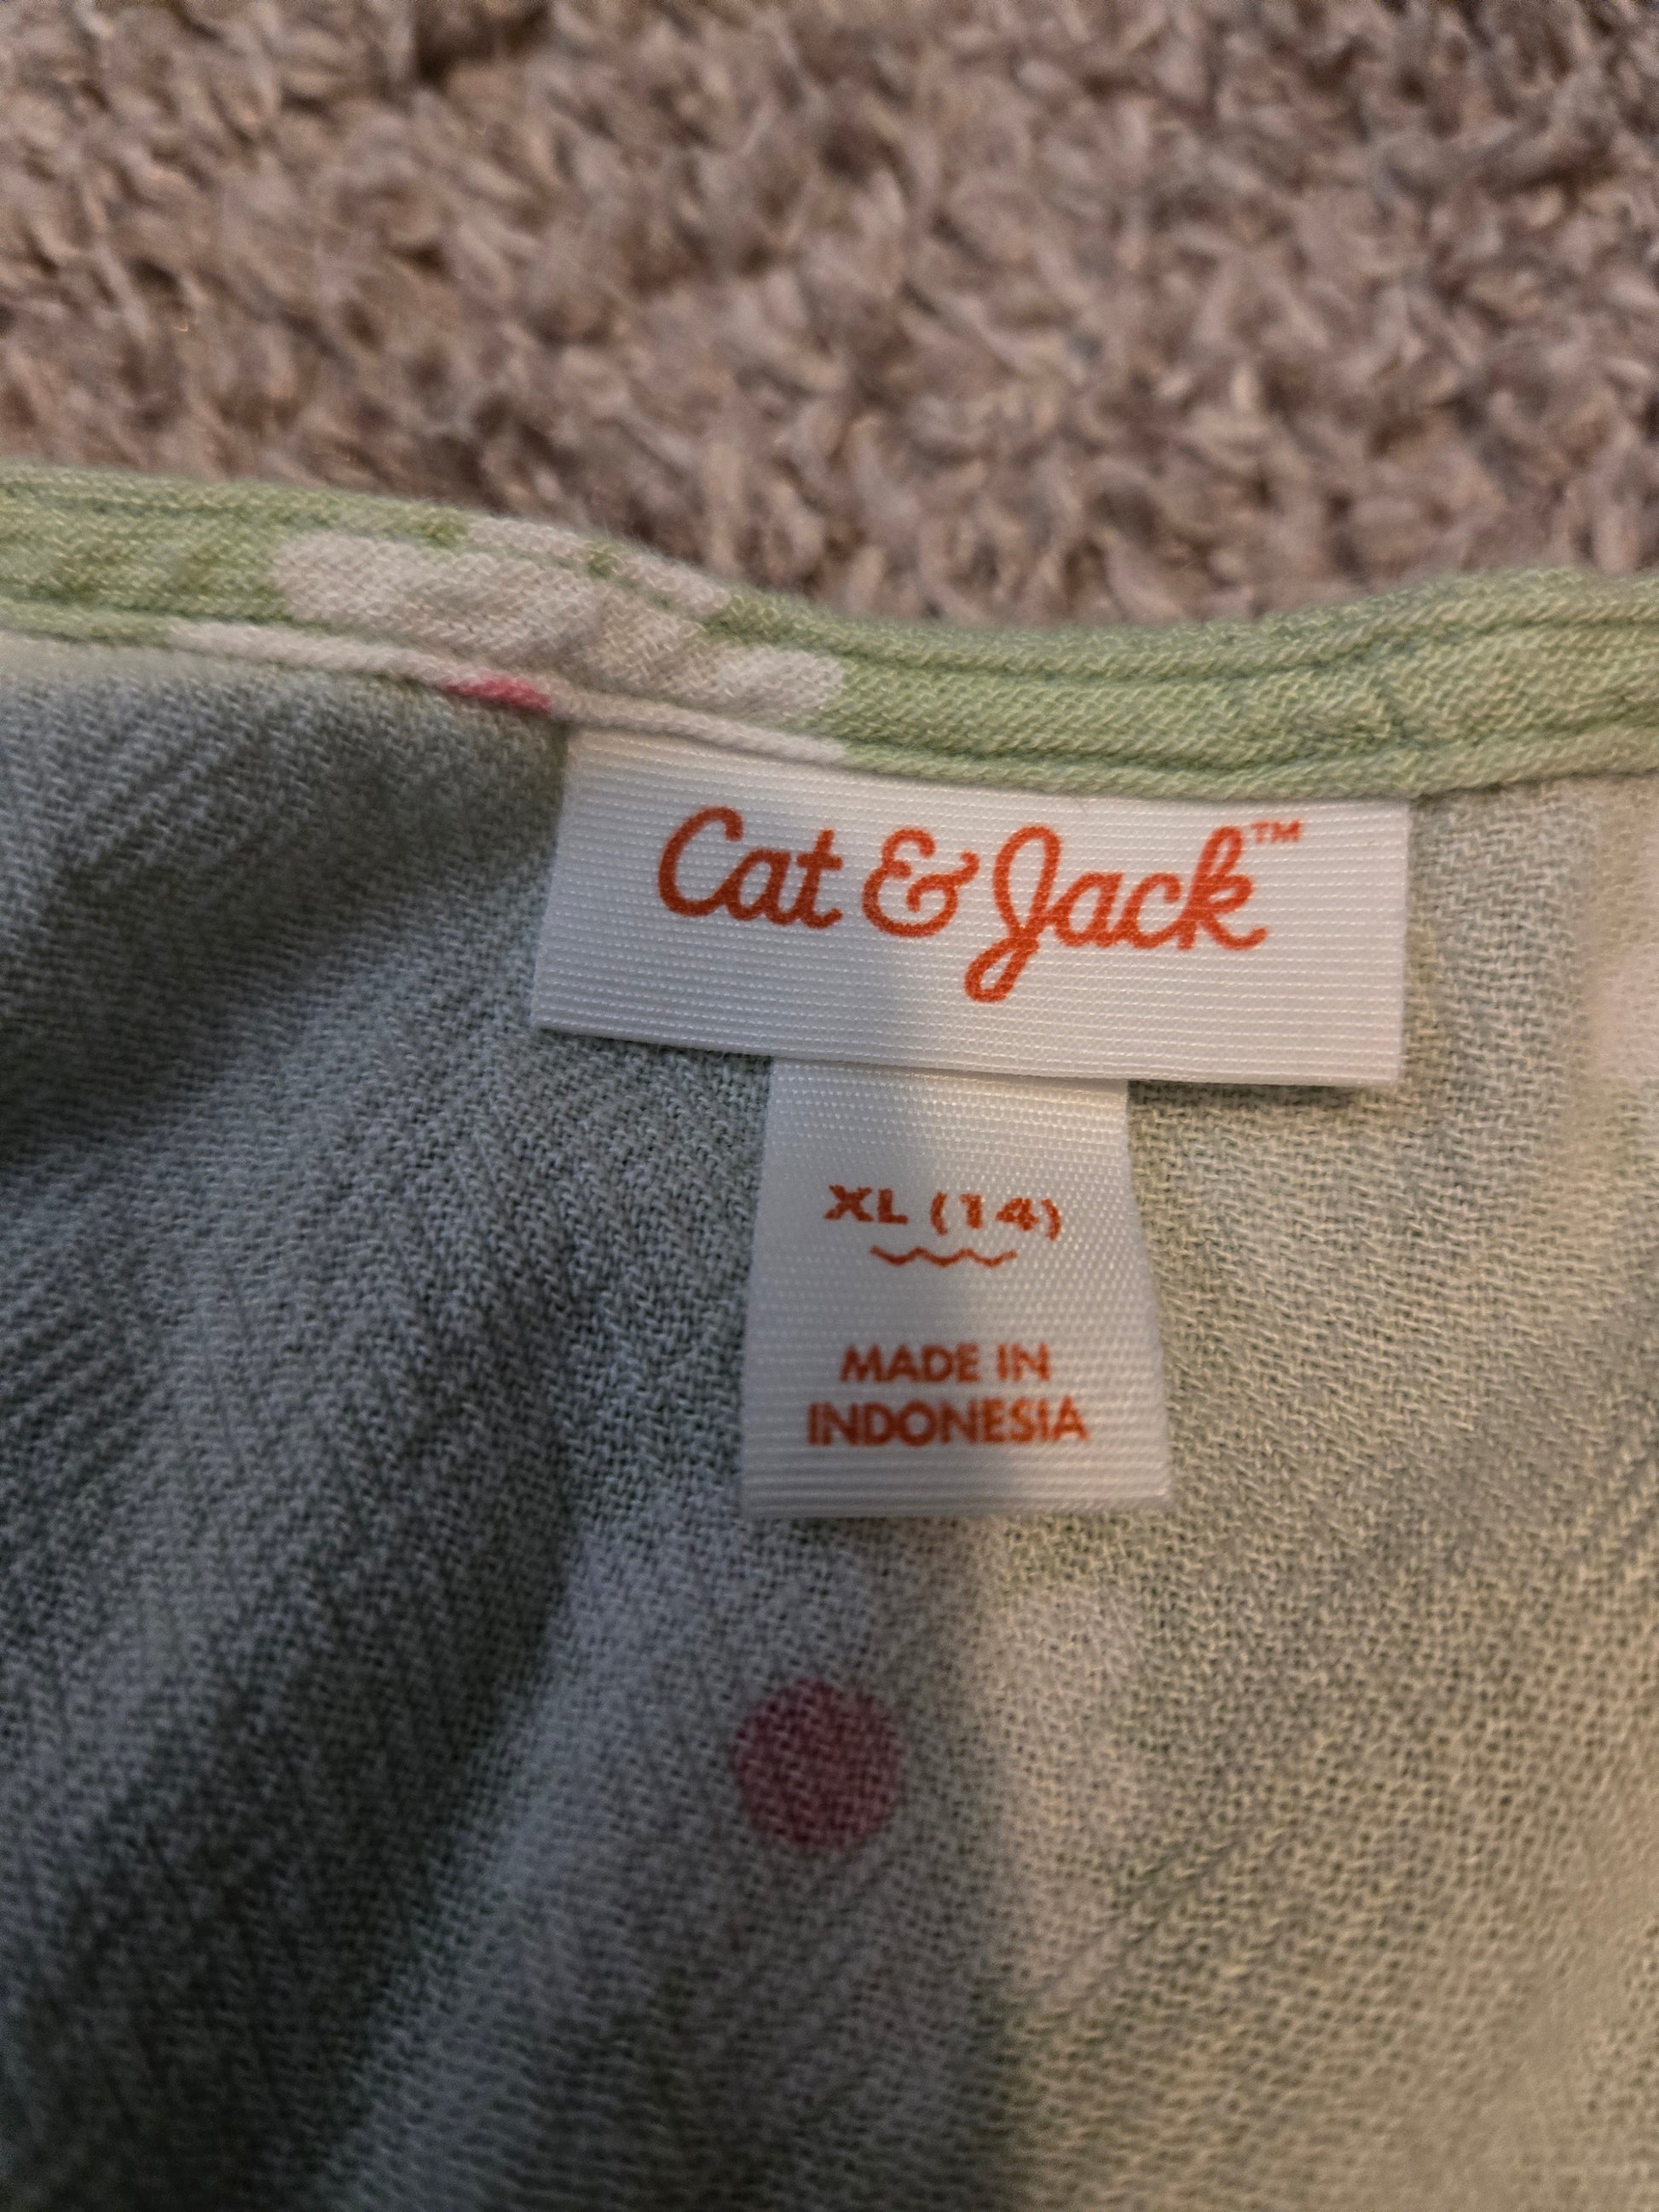 Cat & Jack™
XL (14)
MADE IN
INDONESIA